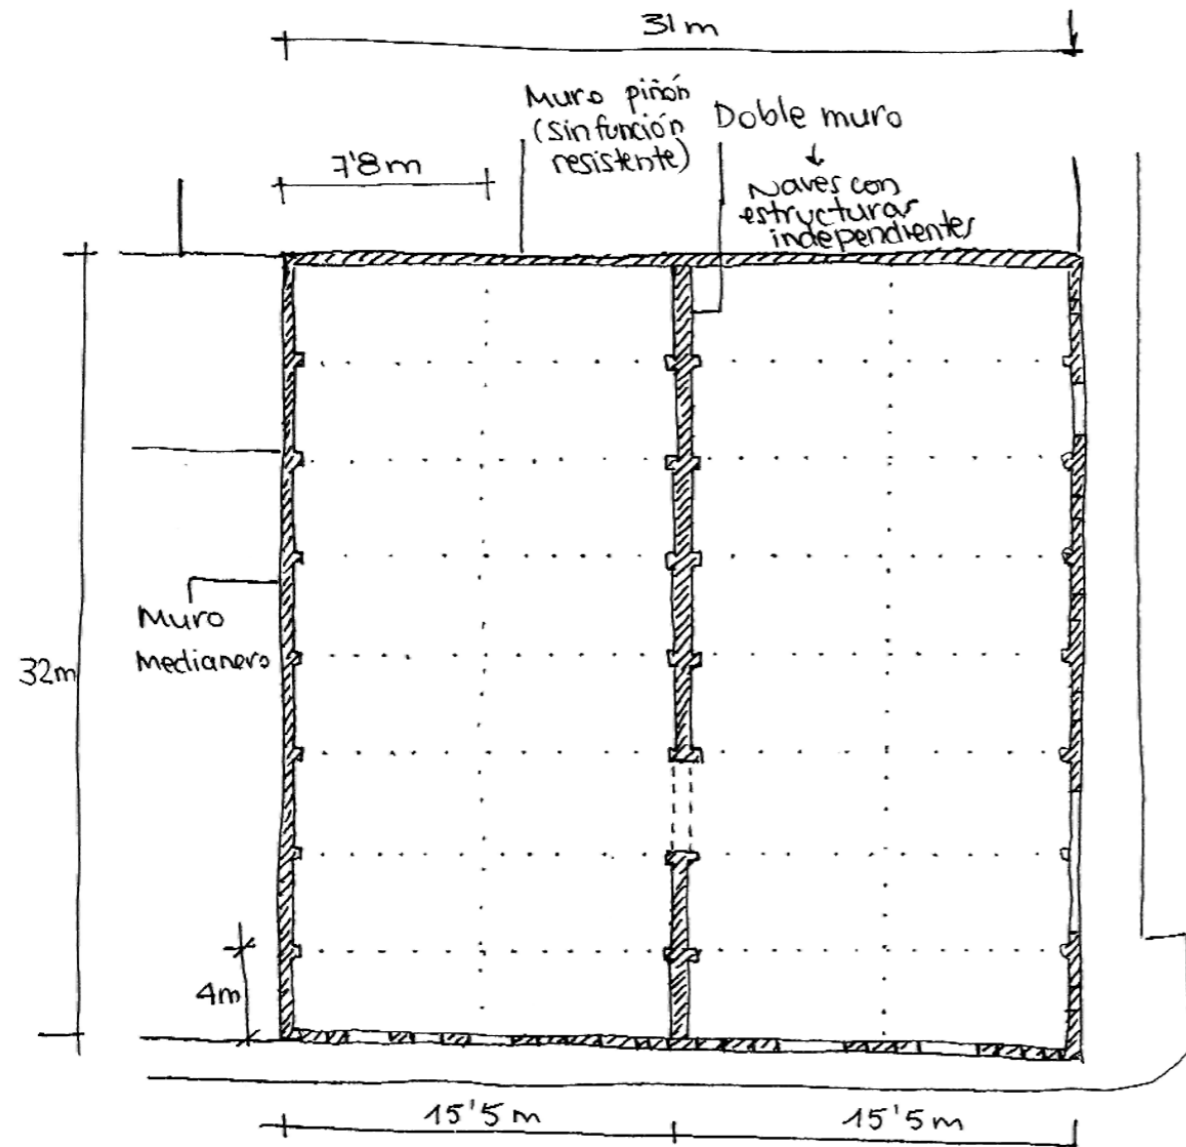 31 m
Muro piñón
(sin función
resistente)
Doble muro
↓
Naves con
estructuras
independientes
7'8 m
Muro
Medianero
32m
4m
15'5 m
15'5 m